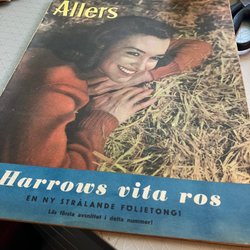 Allers
Harrows vita ros
EN NY STRÅLANDE FÖLJETONG!
Läs första avsnittet i detta nummer!